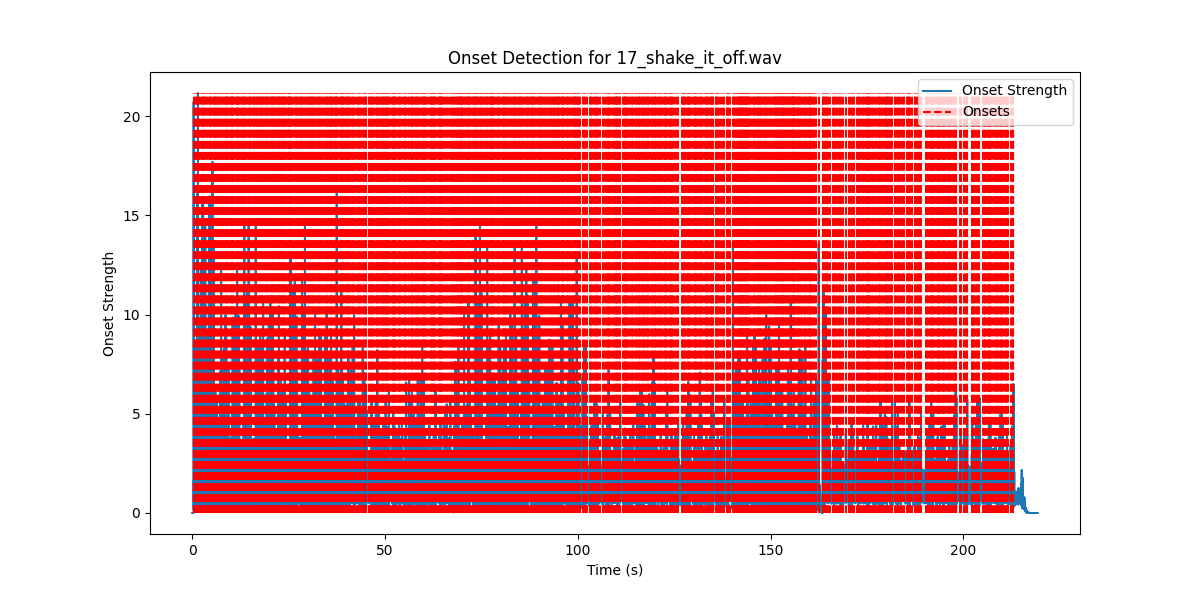 Onset Detection for 17_shake_it_off.wav
Onset Strength
Onsets
20
15
10
5
0
Onset Strength
0
50
100
150
200
Time (s)